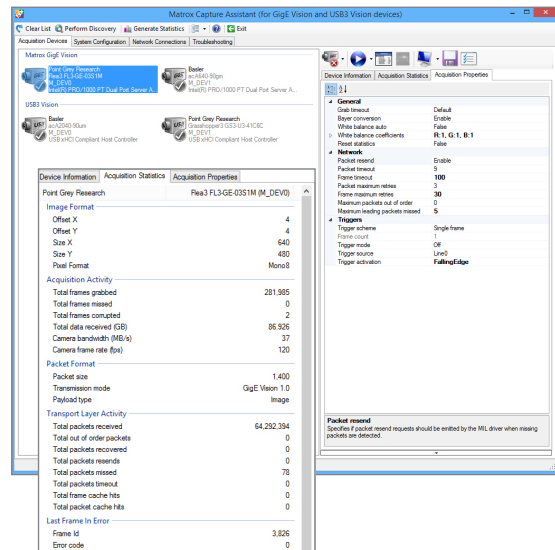 Matrox Capture Assistant (for GigE Vision and USB3 Vision devices)
Clear List Perform Discovery Generate Statistics Exit
Acquisition Devices System Configuration Network Connections Troubleshooting
Matrox GigE Vision
Point Grey Research
Flea3 FL3-GE-03S1M
M_DEV0
Intel(R) PRO/1000 PT Dual Port Server A...
Basler
acA640-90gm
M_DEV1
Intel(R) PRO/1000 PT Dual Port Server A...
USB3 Vision
Basler
acA2040-90um
M_DEV0
USB xHCI Compliant Host Controller
Point Grey Research
Grasshopper3 GS3-U3-41C6C
M_DEV1
USB xHCI Compliant Host Controller
Device Information Acquisition Statistics Acquisition Properties
Point Grey Research Flea3 FL3-GE-03S1M (M_DEV0)
Image Format
Offset X 4
Offset Y 4
Size X 640
Size Y 480
Pixel Format Mono8
Acquisition Activity
Total frames grabbed 281,985
Total frames missed 0
Total frames corrupted 2
Total data received (GB) 86.926
Camera bandwidth (MB/s) 37
Camera frame rate (fps) 120
Packet Format
Packet size 1,400
Transmission mode GigE Vision 1.0
Payload type Image
Transport Layer Activity
Total packets received 64,292,394
Total out of order packets 0
Total packets recovered 0
Total packets resends 0
Total packets missed 78
Total packets timeout 0
Total frame cache hits 0
Total packet cache hits 0
Last Frame In Error
Frame Id 3,826
Error code 0
Device Information Acquisition Statistics Acquisition Properties
General
Grab timeout Default
Bayer conversion Enable
White balance auto False
White balance coefficients R:1, G:1, B:1
Reset statistics False
Network
Packet resend Enable
Packet timeout 9
Frame timeout 100
Packet maximum retries 3
Frame maximum retries 30
Maximum packets out of order 0
Maximum leading packets missed 5
Triggers
Trigger scheme Single frame
Frame count 1
Trigger mode Off
Trigger source Line0
Trigger activation FallingEdge
Packet resend
Specifies if packet resend requests should be emitted by the MIL driver when missing
packets are detected.